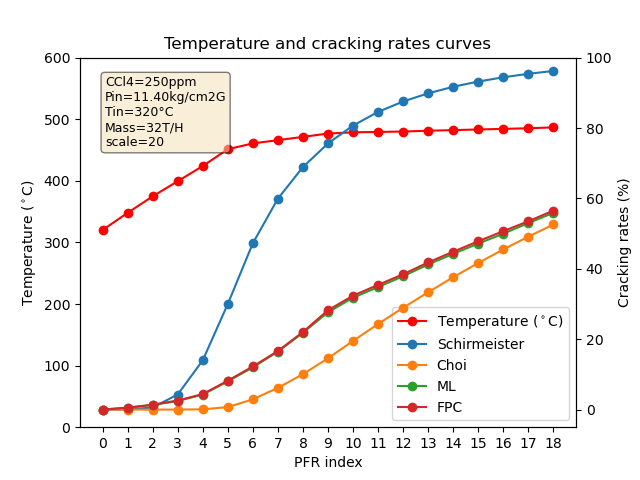 Temperature and cracking rates curves
CCl4=250ppm
Pin=11.40kg/cm2G
Tin=320°C
Mass=32T/H
scale=20
Temperature (°C)
600
500
400
300
200
100
0
Cracking rates (%)
100
80
60
40
20
0
Temperature (°C)
Schirmeister
Choi
ML
FPC
0 1 2 3 4 5 6 7 8 9 10 11 12 13 14 15 16 17 18
PFR index